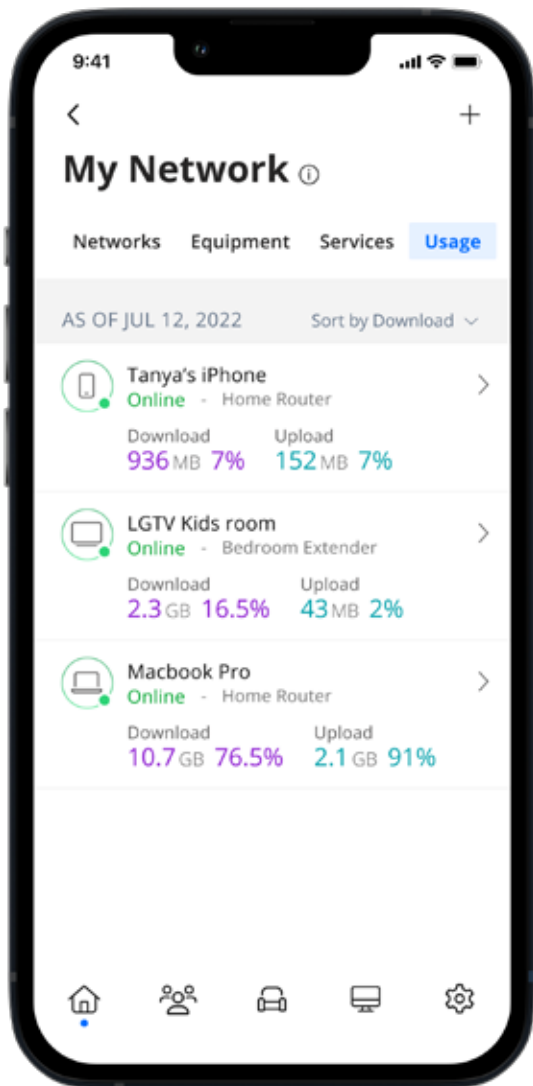 9:41
My Network
Networks Equipment Services Usage
AS OF JUL 12, 2022 Sort by Download
Tanya's iPhone
Online - Home Router
Download Upload
936 MB 7% 152 MB 7%
LGTV Kids room
Online - Bedroom Extender
Download Upload
2.3 GB 16.5% 43 MB 2%
Macbook Pro
Online - Home Router
Download Upload
10.7 GB 76.5% 2.1 GB 91%